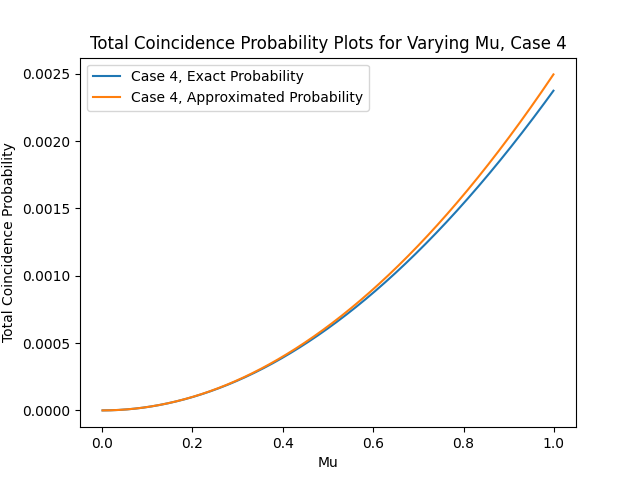 Total Coincidence Probability Plots for Varying Mu, Case 4
Case 4, Exact Probability
Case 4, Approximated Probability
Total Coincidence Probability
0.0025
0.0020
0.0015
0.0010
0.0005
0.0000
0.0 0.2 0.4 0.6 0.8 1.0
Mu